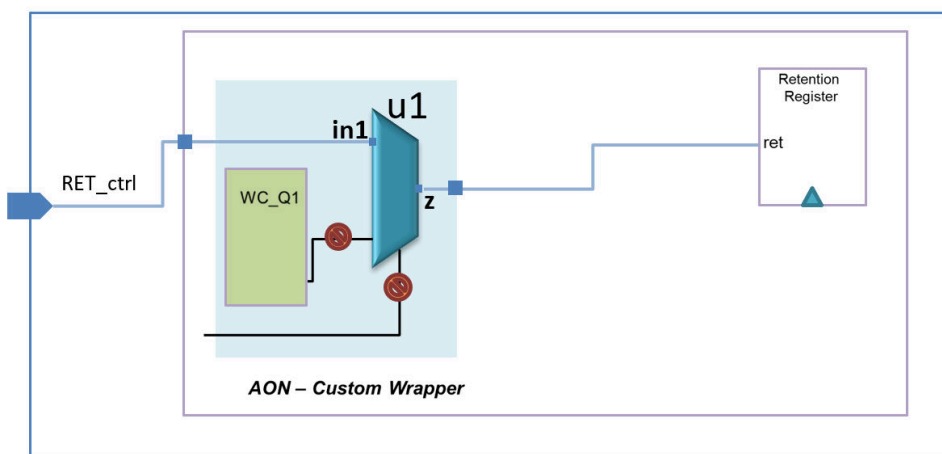 u1
in1
RET_ctrl
WC_Q1
z
AON – Custom Wrapper
Retention
Register
ret